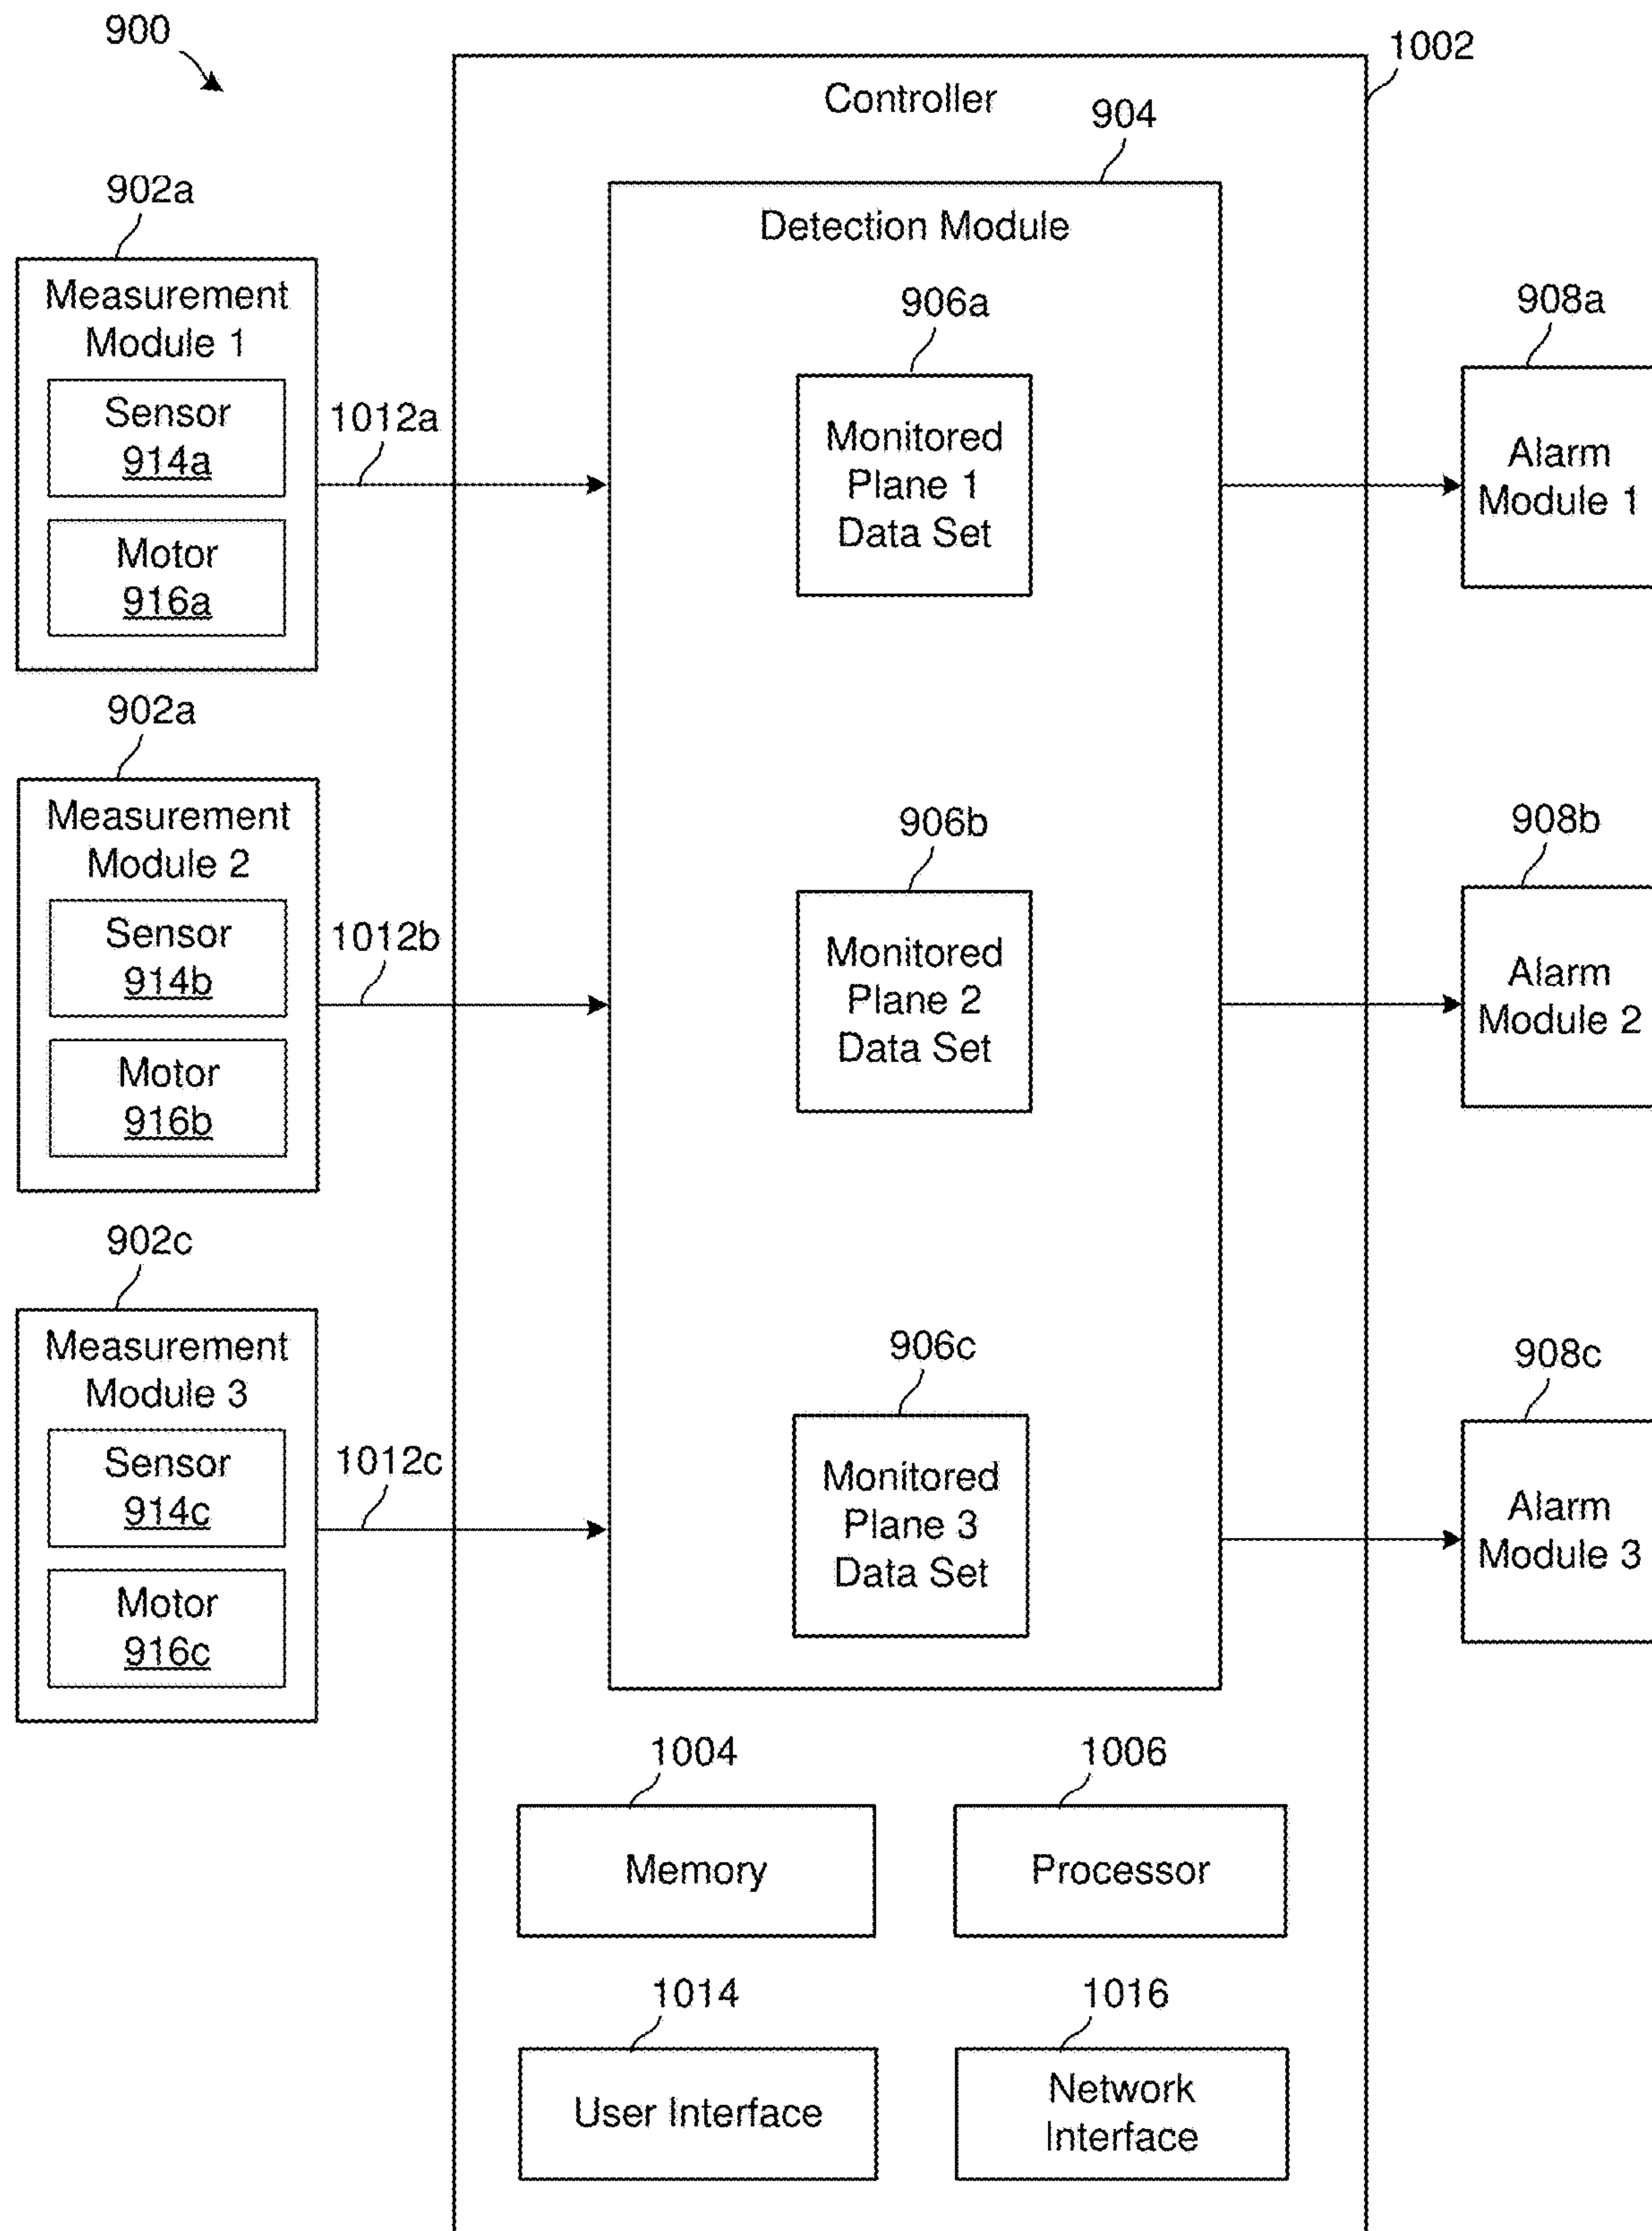 900
1002
Controller
904
Detection Module
902a
Measurement
Module 1
Sensor
914a
Motor
916a
1012a
906a
Monitored
Plane 1
Data Set
908a
Alarm
Module 1
902a
Measurement
Module 2
Sensor
914b
Motor
916b
1012b
906b
Monitored
Plane 2
Data Set
908b
Alarm
Module 2
902c
Measurement
Module 3
Sensor
914c
Motor
916c
1012c
906c
Monitored
Plane 3
Data Set
908c
Alarm
Module 3
1004
Memory
1006
Processor
1014
User Interface
1016
Network
Interface